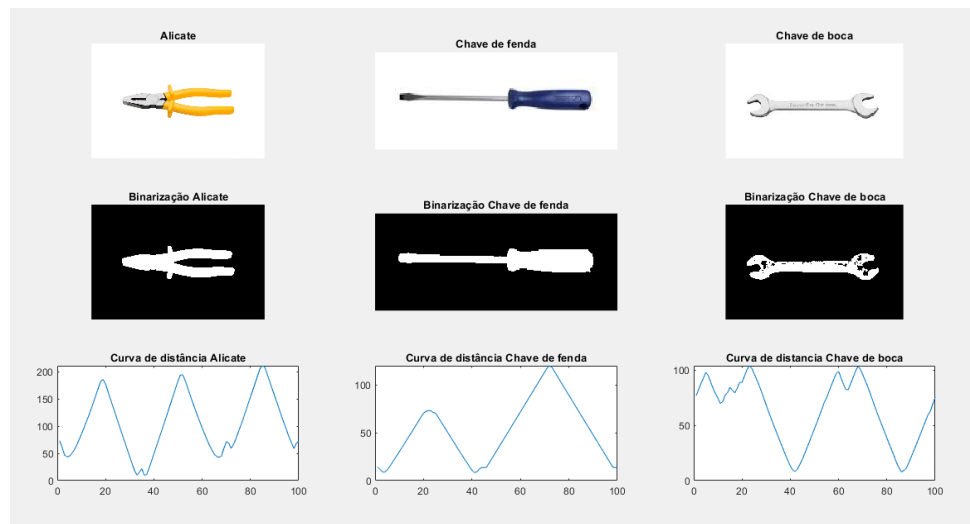 Alicate
Chave de fenda
Chave de boca
Binarização Alicate
Binarização Chave de fenda
Binarização Chave de boca
Curva de distância Alicate
Curva de distância Chave de fenda
Curva de distancia Chave de boca
200
150
100
50
0
0 20 40 60 80 100
100
50
0
0 20 40 60 80 100
100
50
0
0 20 40 60 80 100